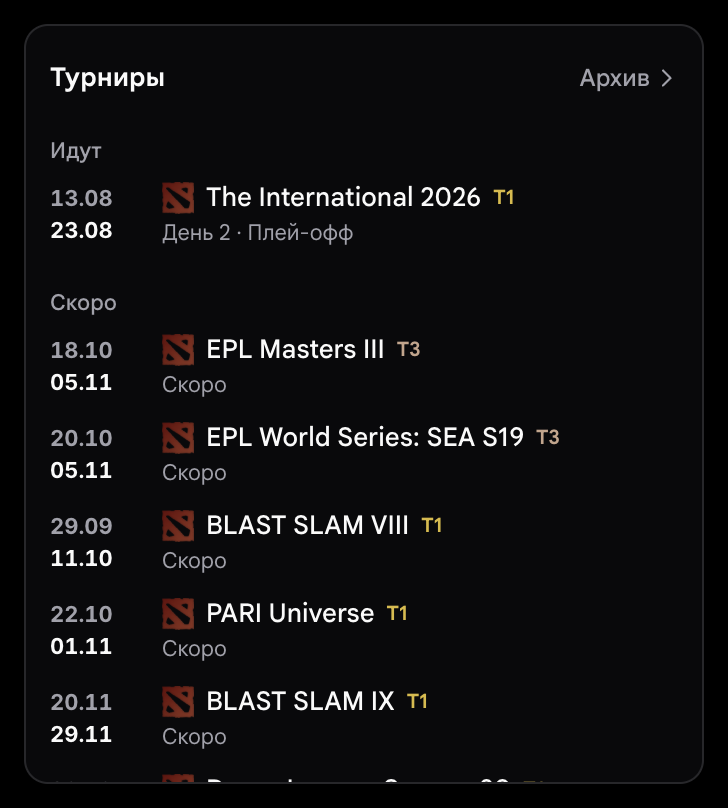 Турниры
Архив
Идут
13.08
The International 2026 T1
23.08
День 2 · Плей-офф
Скоро
18.10
EPL Masters III T3
05.11
Скоро
20.10
EPL World Series: SEA S19 T3
05.11
Скоро
29.09
BLAST SLAM VIII T1
11.10
Скоро
22.10
PARI Universe T1
01.11
Скоро
20.11
BLAST SLAM IX T1
29.11
Скоро